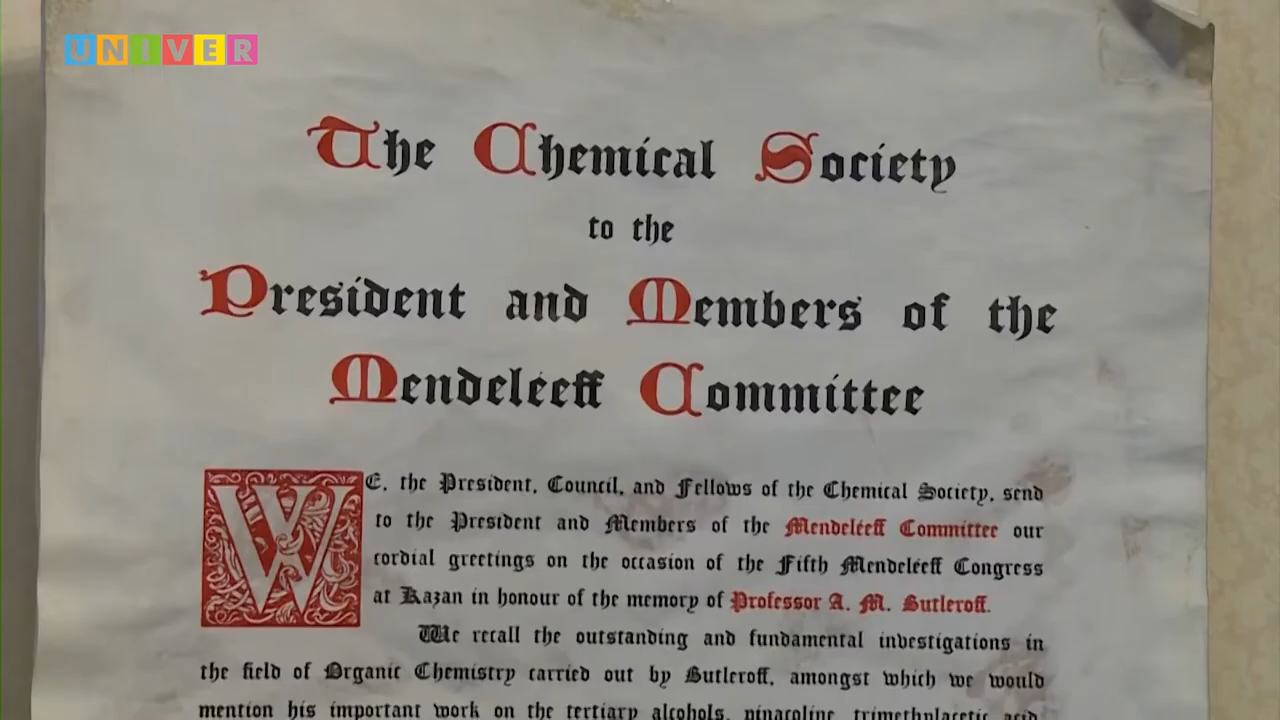 UNIVER
The Chemical Society
to the
President and Members of the
Mendeléeff Committee
WE, the President, Council, and Fellows of the Chemical Society, send
to the President and Members of the Mendeléeff Committee our
cordial greetings on the occasion of the Fifth Mendeléeff Congress
at Kazan in honour of the memory of Professor A. M. Butleroff.
We recall the outstanding and fundamental investigations in
the field of Organic Chemistry carried out by Butleroff, amongst which we would
mention his important work on the tertiary alcohols, pinacoline, trimethylacetic acid,